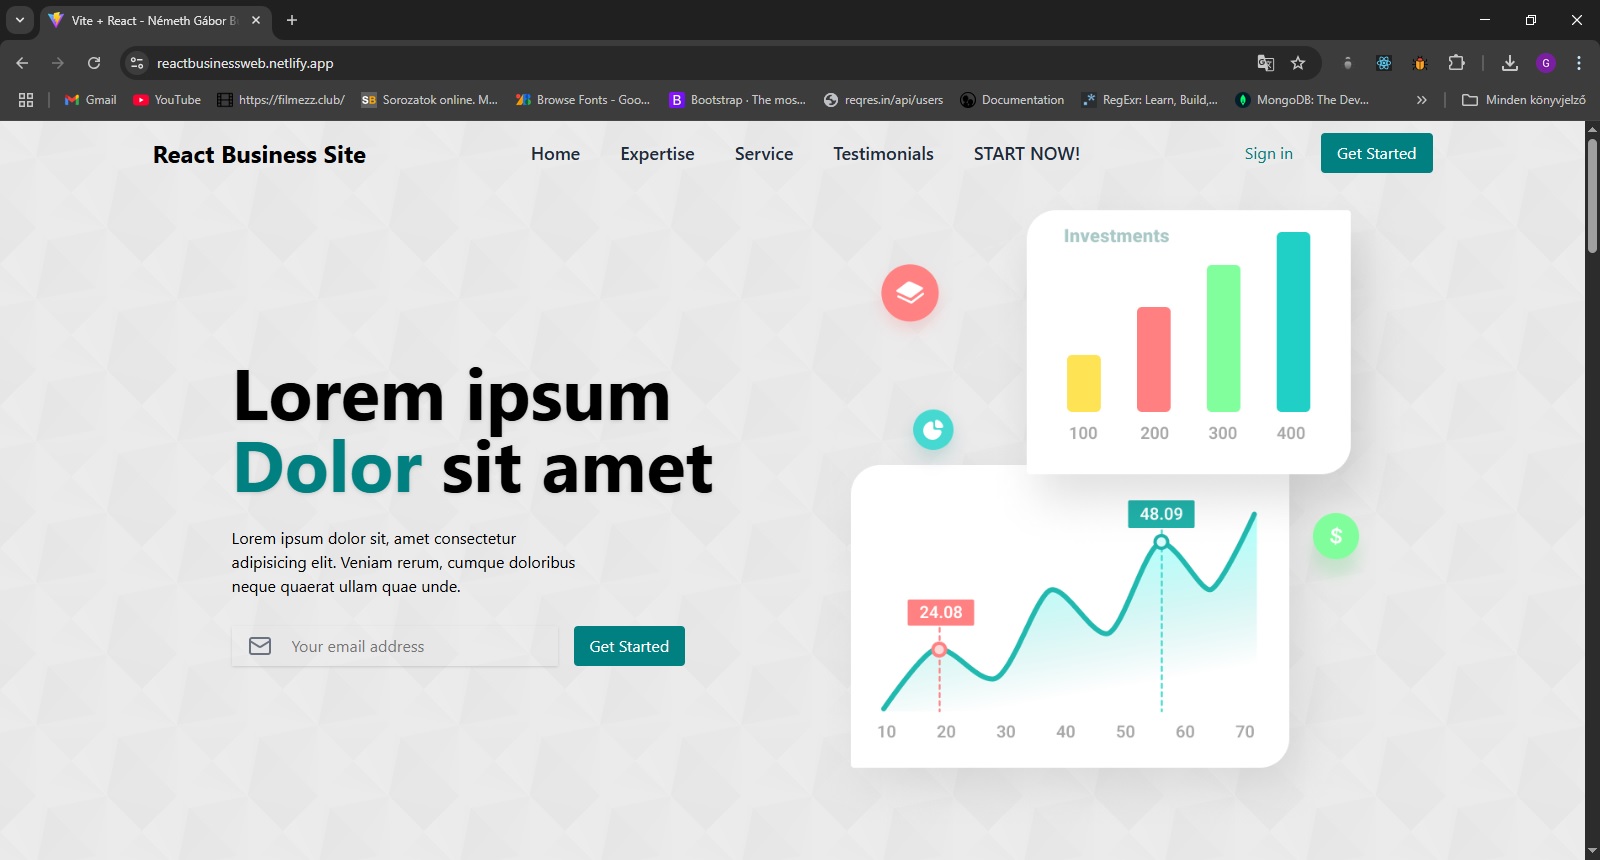 Vite + React - Németh Gábor
reactbusinessweb.netlify.app
G
Gmail
YouTube
https://filmezz.club/
SB Sorozatok online. M...
Browse Fonts - Goo...
B Bootstrap · The mos...
reqres.in/api/users
Documentation
RegExr: Learn, Build,...
MongoDB: The Dev...
»
Minden könyvjelző
React Business Site
Home
Expertise
Service
Testimonials
START NOW!
Sign in
Get Started
Lorem ipsum
Dolor sit amet
Lorem ipsum dolor sit, amet consectetur
adipisicing elit. Veniam rerum, cumque doloribus
neque quaerat ullam quae unde.
Your email address
Get Started
Investments
100 200 300 400
$
48.09
24.08
10 20 30 40 50 60 70